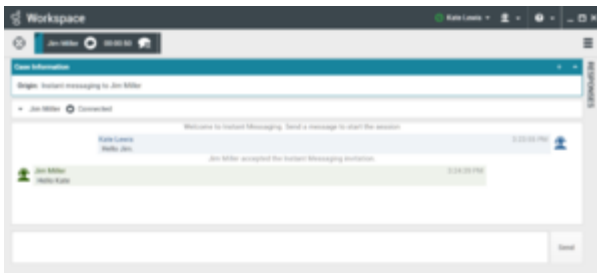 Workspace
Kate Lewis
Jim Miller 00:00:50
Case Information
Origin: Instant messaging to Jim Miller
RESPONSES
Jim Miller Connected
Welcome to Instant Messaging. Send a message to start the session
Kate Lewis
Hello Jim.
Jim Miller accepted the Instant Messaging invitation.
Jim Miller
Hello Kate
Send